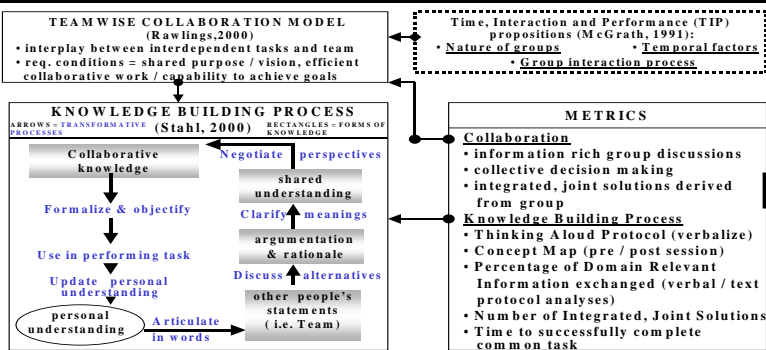 TEAMWISE COLLABORATION MODEL
(Rawlings,2000)
• interplay between interdependent tasks and team
• req. conditions = shared purpose / vision, efficient
collaborative work / capability to achieve goals
Time, Interaction and Performance (TIP)
propositions (McGrath, 1991):
• Nature of groups • Temporal factors
• Group interaction process
KNOWLEDGE BUILDING PROCESS
ARROWS = TRANSFORMATIVE PROCESSES
(Stahl, 2000)
RECTANGLES = FORMS OF KNOWLEDGE
Collaborative
knowledge
Formalize & objectify
Use in performing task
Update personal
understanding
personal
understanding
Articulate
in words
other people's
statements
(i.e. Team)
Discuss alternatives
argumentation
& rationale
Clarify meanings
shared
understanding
Negotiate perspectives
METRICS
Collaboration
• information rich group discussions
• collective decision making
• integrated, joint solutions derived
from group
Knowledge Building Process
• Thinking Aloud Protocol (verbalize)
• Concept Map (pre / post session)
• Percentage of Domain Relevant
Information exchanged (verbal / text
protocol analyses)
• Number of Integrated, Joint Solutions
• Time to successfully complete
common task